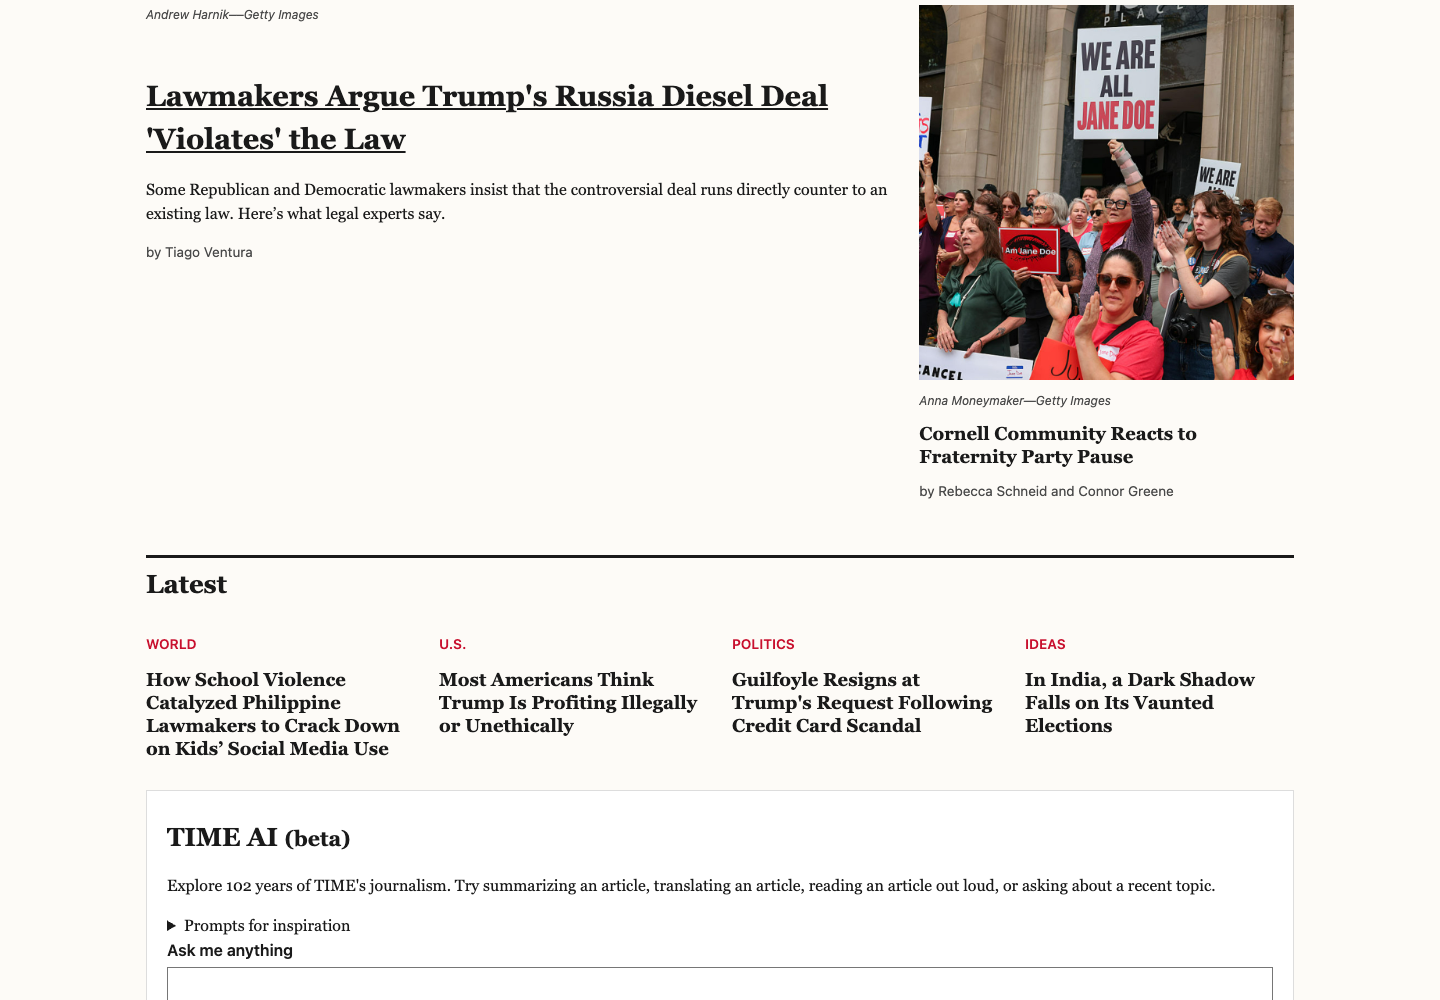 Andrew Harnik—Getty Images
Lawmakers Argue Trump's Russia Diesel Deal
'Violates' the Law
Some Republican and Democratic lawmakers insist that the controversial deal runs directly counter to an
existing law. Here’s what legal experts say.
by Tiago Ventura
PLACE
WE ARE
ALL
JANE DOE
WE ARE
I Am Jane Doe
CANCEL
JU
Anna Moneymaker—Getty Images
Cornell Community Reacts to
Fraternity Party Pause
by Rebecca Schneid and Connor Greene
Latest
WORLD
How School Violence
Catalyzed Philippine
Lawmakers to Crack Down
on Kids’ Social Media Use
U.S.
Most Americans Think
Trump Is Profiting Illegally
or Unethically
POLITICS
Guilfoyle Resigns at
Trump's Request Following
Credit Card Scandal
IDEAS
In India, a Dark Shadow
Falls on Its Vaunted
Elections
TIME AI (beta)
Explore 102 years of TIME's journalism. Try summarizing an article, translating an article, reading an article out loud, or asking about a recent topic.
Prompts for inspiration
Ask me anything